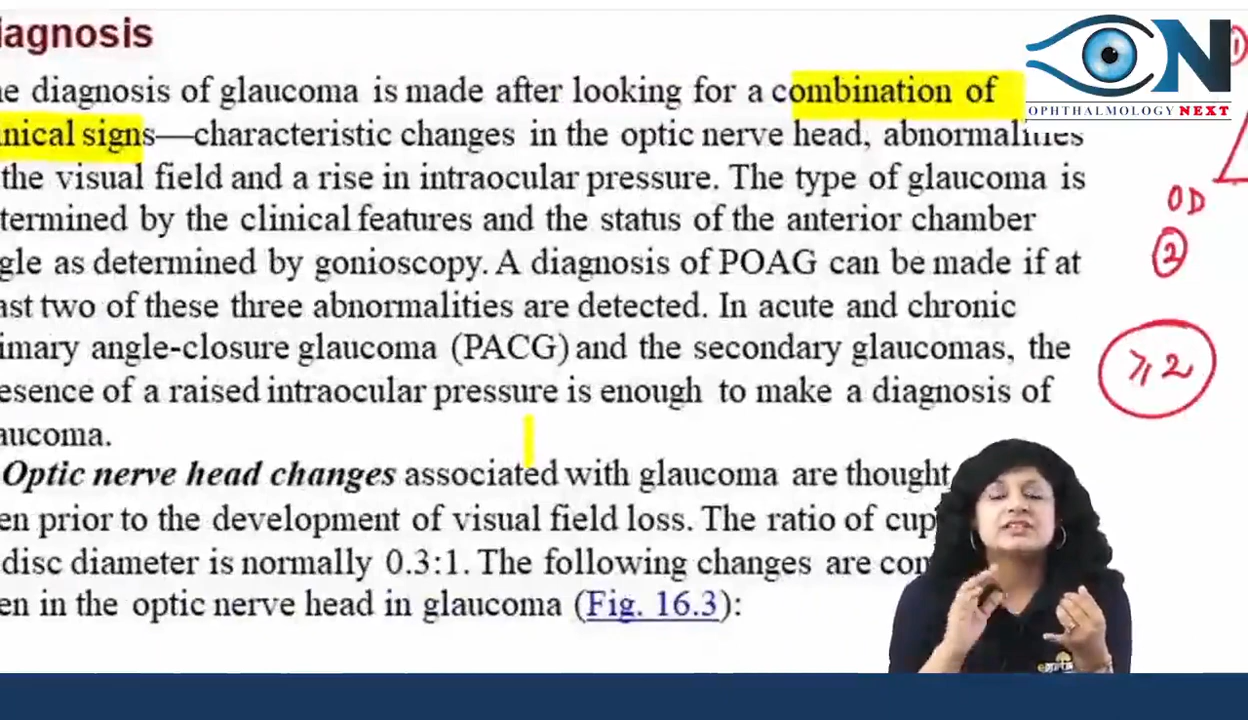 iagnosis
e diagnosis of glaucoma is made after looking for a combination of
nical signs—characteristic changes in the optic nerve head, abnormalities
the visual field and a rise in intraocular pressure. The type of glaucoma is
termined by the clinical features and the status of the anterior chamber
gle as determined by gonioscopy. A diagnosis of POAG can be made if at
ast two of these three abnormalities are detected. In acute and chronic
imary angle-closure glaucoma (PACG) and the secondary glaucomas, the
esence of a raised intraocular pressure is enough to make a diagnosis of
aucoma.
Optic nerve head changes associated with glaucoma are thought
en prior to the development of visual field loss. The ratio of cup
disc diameter is normally 0.3:1. The following changes are con
en in the optic nerve head in glaucoma (Fig. 16.3):
ON
OPHTHALMOLOGY NEXT
1
OD
2
≥2